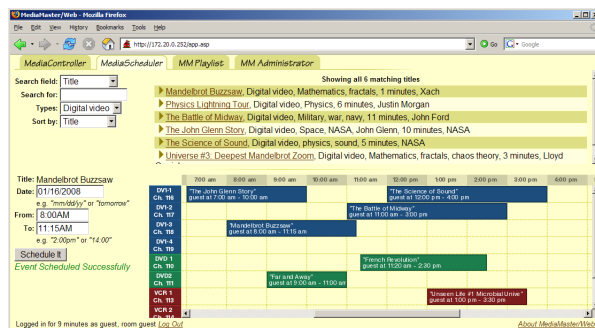 MediaMaster/Web - Mozilla Firefox
File Edit View History Bookmarks Tools Help
http://172.20.0.252/app.asp
Go
Google
MediaController MediaScheduler MM Playlist MM Administrator
Search field: Title
Search for:
Types: Digital video
Sort by: Title
Showing all 6 matching titles
Mandelbrot Buzzsaw, Digital video, Mathematics, fractals, 1 minutes, Xach
Physics Lightning Tour, Digital video, Physics, 6 minutes, Justin Morgan
The Battle of Midway, Digital video, Military, war, navy, 11 minutes, John Ford
The John Glenn Story, Digital video, Space, NASA, John Glenn, 10 minutes, NASA
The Science of Sound, Digital video, physics, sound, 5 minutes, NASA
Universe #3: Deepest Mandelbrot Zoom, Digital video, Mathematics, fractals, chaos theory, 3 minutes, Lloyd
Title: Mandelbrot Buzzsaw
Date: 01/16/2008
e.g. "mm/dd/yy" or "tomorrow"
From: 8:00AM
To: 11:15AM
e.g. "2:00pm" or "14:00"
Schedule It
Event Scheduled Successfully
7:00 am 8:00 am 9:00 am 10:00 am 11:00 am 12:00 pm 1:00 pm 2:00 pm 3:00 pm 4:00 pm
DVI-1
Ch. 116
"The John Glenn Story"
guest at 7:00 am - 10:00 am
"The Science of Sound"
guest at 12:00 pm - 4:00 pm
DVI-2
Ch. 117
"The Battle of Midway"
guest at 11:00 am - 3:00 pm
DVI-3
Ch. 118
"Mandelbrot Buzzsaw"
guest at 8:00 am - 11:15 am
DVI-4
Ch. 119
DVD 1
Ch. 110
"French Revolution"
guest at 11:20 am - 2:30 pm
DVD2
Ch. 111
"Far and Away"
guest at 9:00 am - 11:00 am
VCR 1
Ch. 113
"Unseen Life #1 Microbial Univer"
guest at 1:00 pm - 3:30 pm
VCR 2
Logged in for 9 minutes as guest, room guest Log Out
About MediaMaster/Web